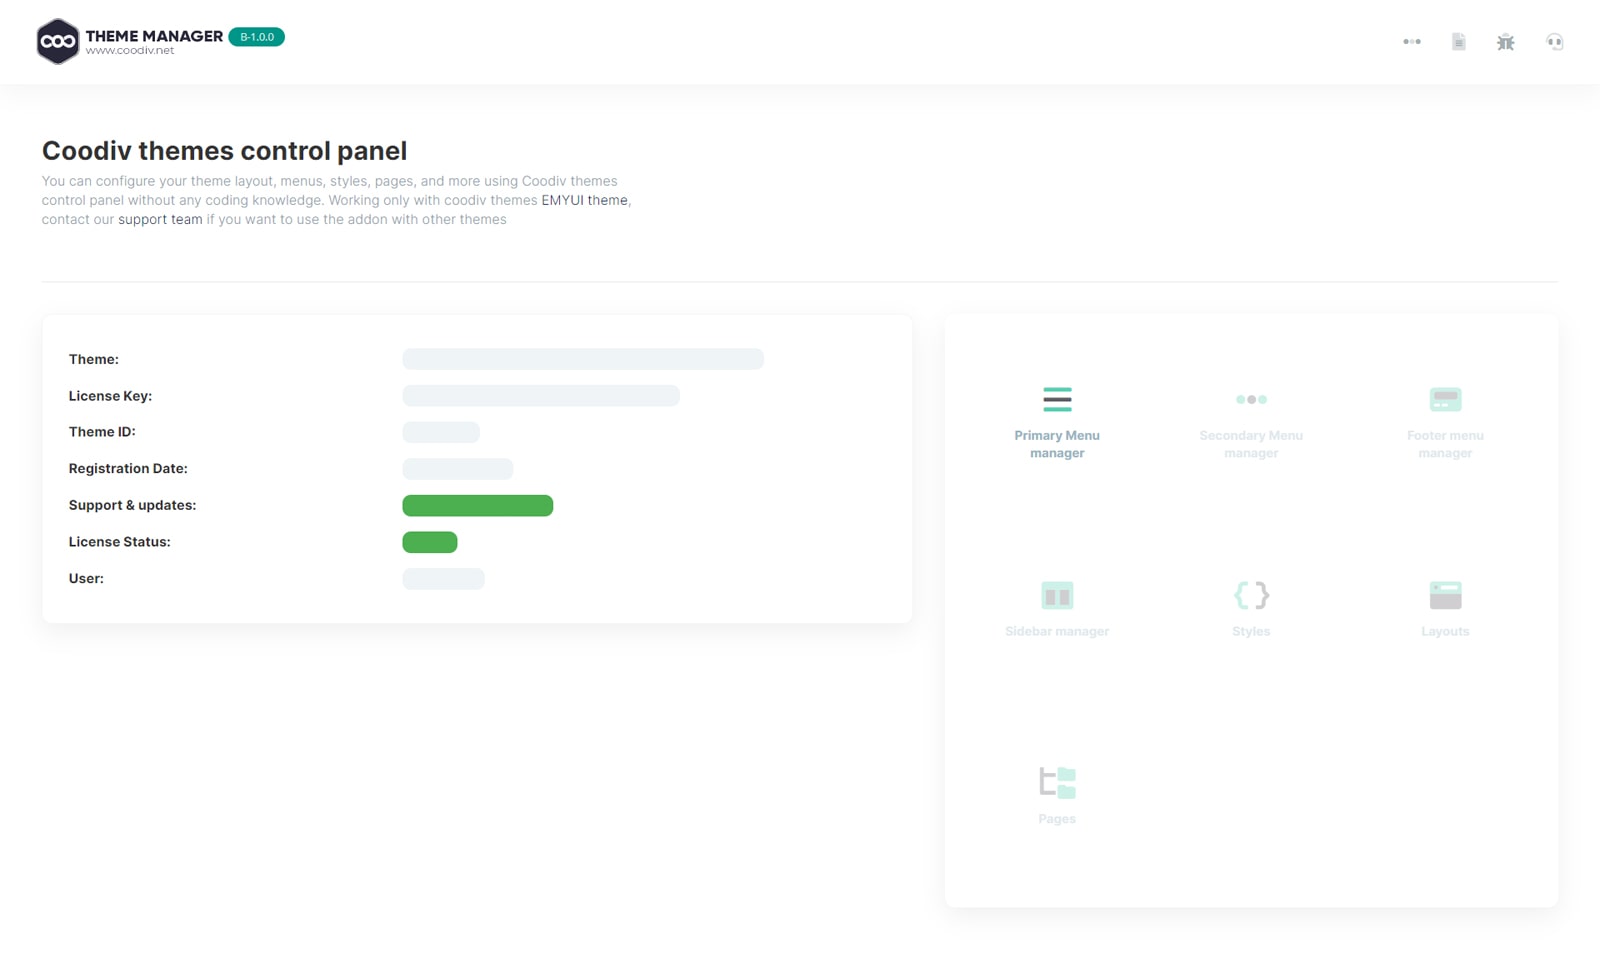 THEME MANAGER B-1.0.0
www.coodiv.net
Coodiv themes control panel
You can configure your theme layout, menus, styles, pages, and more using Coodiv themes
control panel without any coding knowledge. Working only with coodiv themes EMYUI theme,
contact our support team if you want to use the addon with other themes
Theme:
License Key:
Theme ID:
Registration Date:
Support & updates:
License Status:
User:
Primary Menu
manager
Secondary Menu
manager
Footer menu
manager
Sidebar manager
Styles
Layouts
Pages